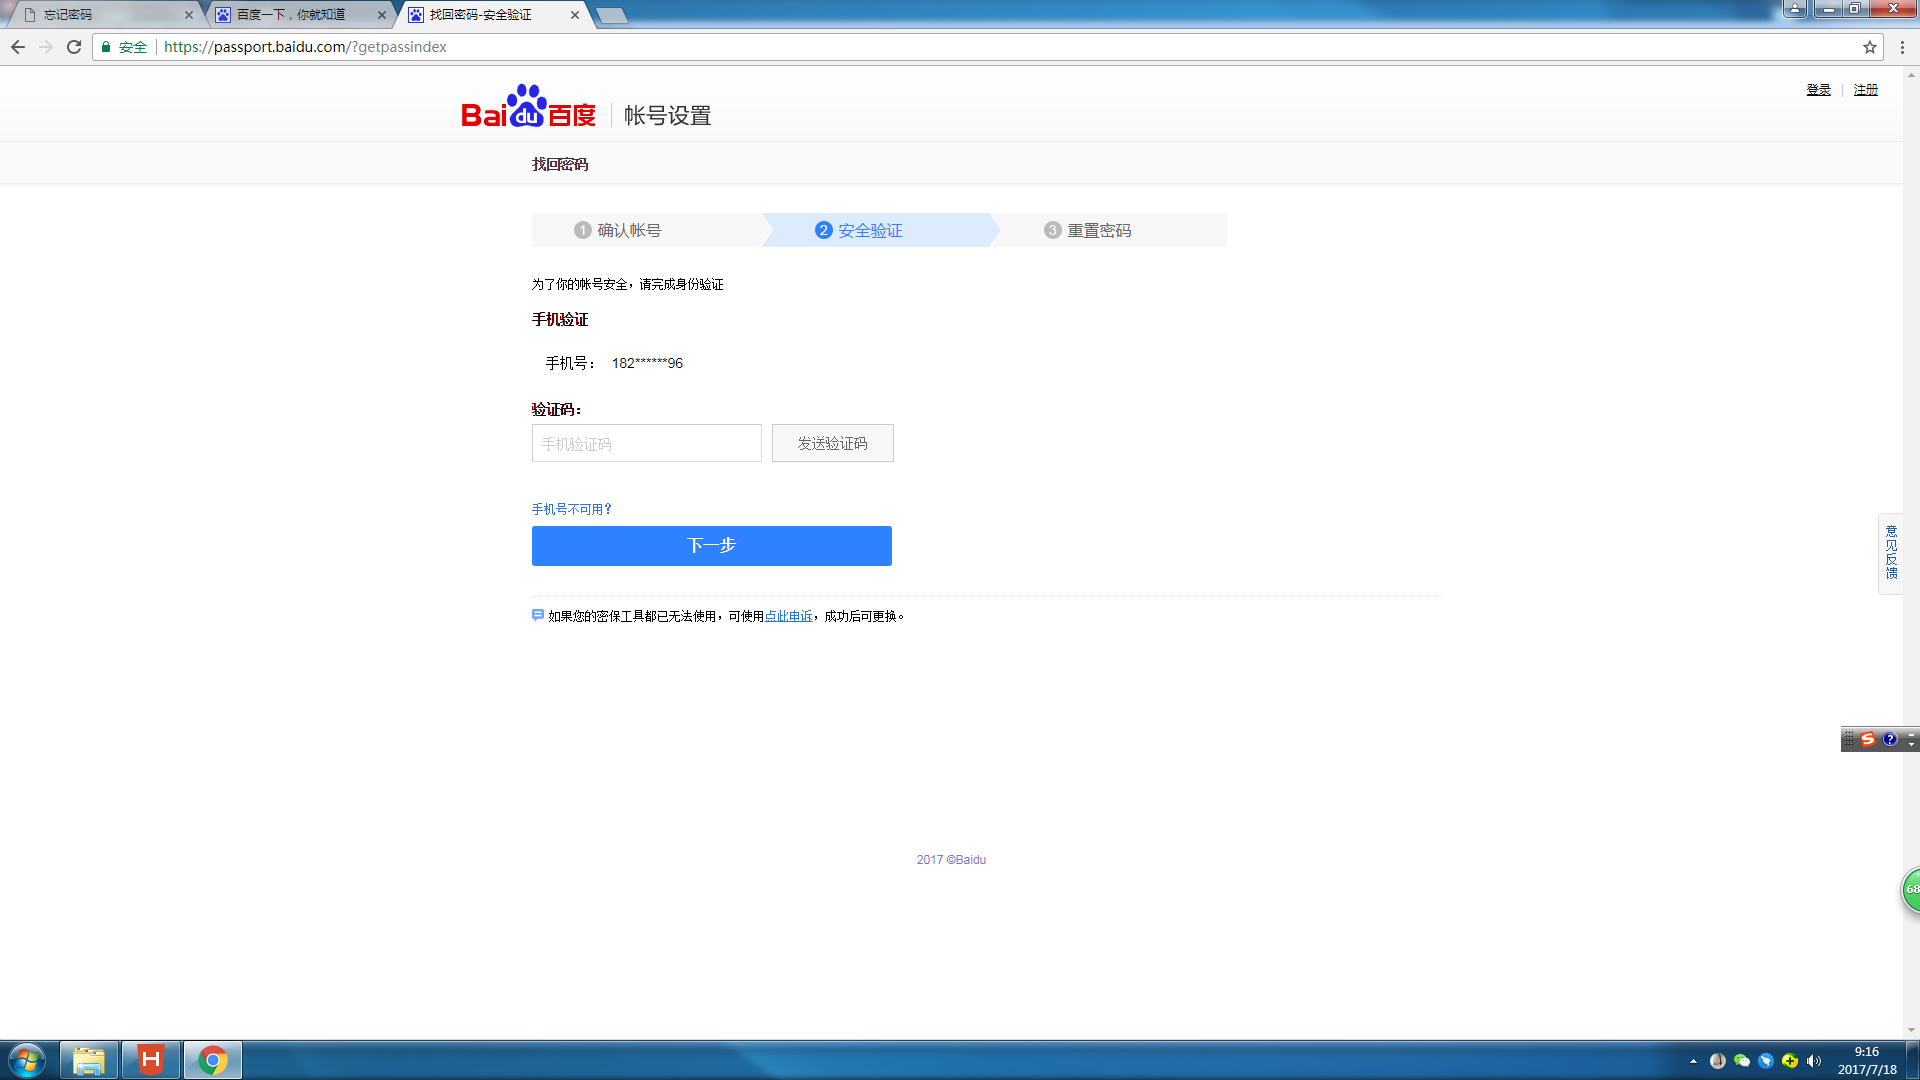 忘记密码
百度一下，你就知道
找回密码-安全验证
安全
https://passport.baidu.com/?getpassindex
登录
注册
Bai du 百度
帐号设置
找回密码
1 确认帐号
2 安全验证
3 重置密码
为了你的帐号安全，请完成身份验证
手机验证
手机号：
182******96
验证码：
手机验证码
发送验证码
手机号不可用？
下一步
意见反馈
如果您的密保工具都已无法使用，可使用点此申诉，成功后可更换。
S ?
2017 ©Baidu
68
H
9:16
2017/7/18